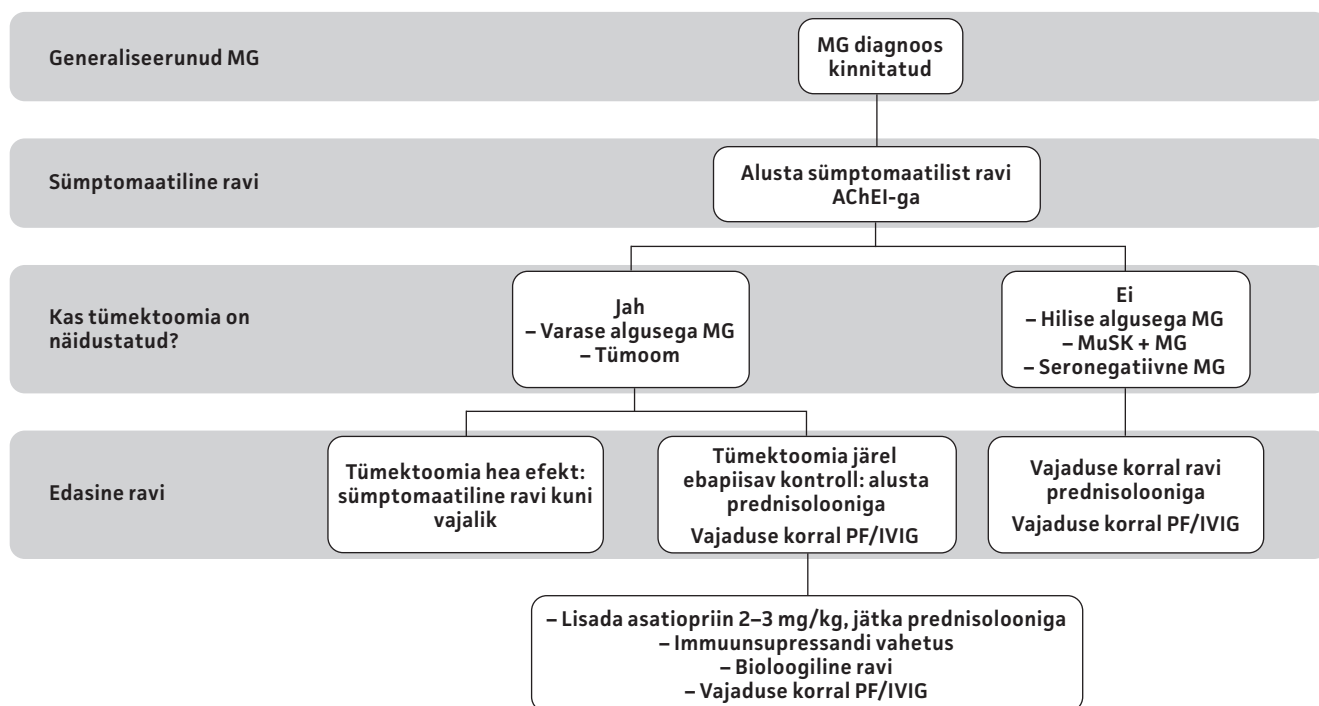 Generaliseerunud MG
MG diagnoos
kinnitatud
Sümptomaatiline ravi
Alusta sümptomaatilist ravi
AChEI-ga
Kas tümektoomia on
näidustatud?
Jah
– Varase algusega MG
– Tümoom
Ei
– Hilise algusega MG
– MuSK + MG
– Seronegatiivne MG
Edasine ravi
Tümektoomia hea efekt:
sümptomaatiline ravi kuni
vajalik
Tümektoomia järel
ebapiisav kontroll: alusta
prednisolooniga
Vajaduse korral PF/IVIG
Vajaduse korral ravi
prednisolooniga
Vajaduse korral PF/IVIG
– Lisada asatiopriin 2–3 mg/kg, jätka prednisolooniga
– Immuunsupressandi vahetus
– Bioloogiline ravi
– Vajaduse korral PF/IVIG